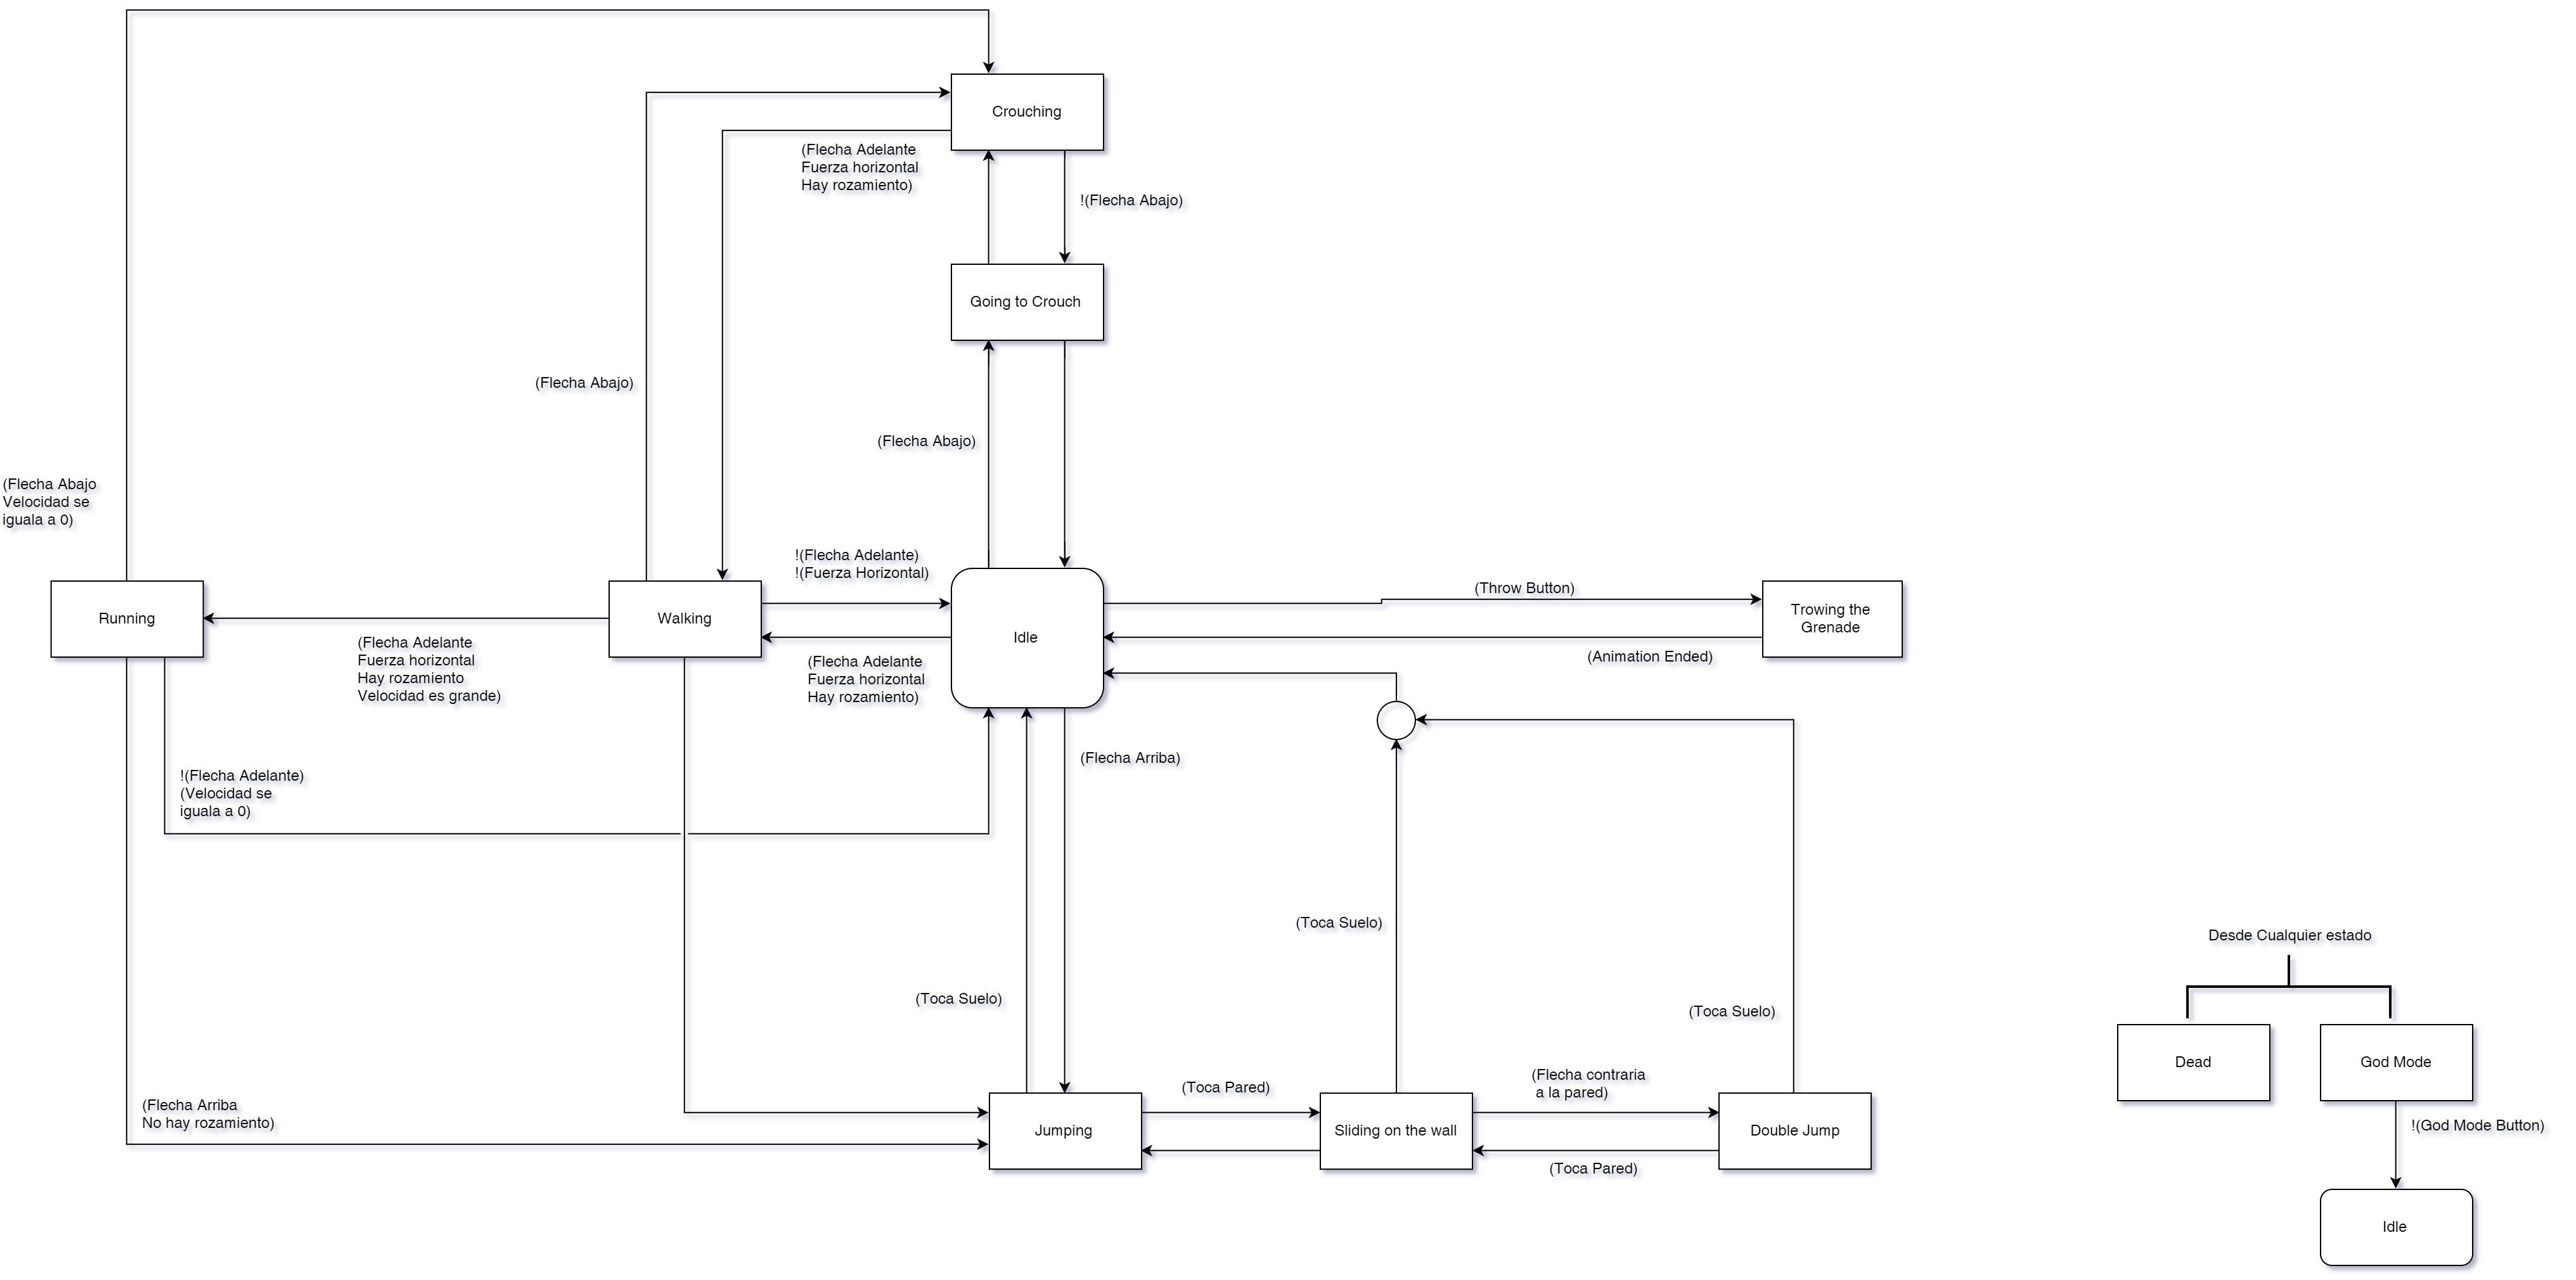 Crouching
(Flecha Adelante
Fuerza horizontal
Hay rozamiento)
!(Flecha Abajo)
Going to Crouch
(Flecha Abajo)
(Flecha Abajo)
(Flecha Abajo
Velocidad se
iguala a 0)
!(Flecha Adelante)
!(Fuerza Horizontal)
(Throw Button)
Running
Walking
Idle
Trowing the
Grenade
(Flecha Adelante
Fuerza horizontal
Hay rozamiento
Velocidad es grande)
(Flecha Adelante
Fuerza horizontal
Hay rozamiento)
(Animation Ended)
(Flecha Arriba)
!(Flecha Adelante)
(Velocidad se
iguala a 0)
(Toca Suelo)
(Toca Suelo)
(Toca Suelo)
Desde Cualquier estado
Dead
God Mode
(Flecha Arriba
No hay rozamiento)
(Toca Pared)
(Flecha contraria
a la pared)
Jumping
Sliding on the wall
Double Jump
(Toca Pared)
!(God Mode Button)
Idle